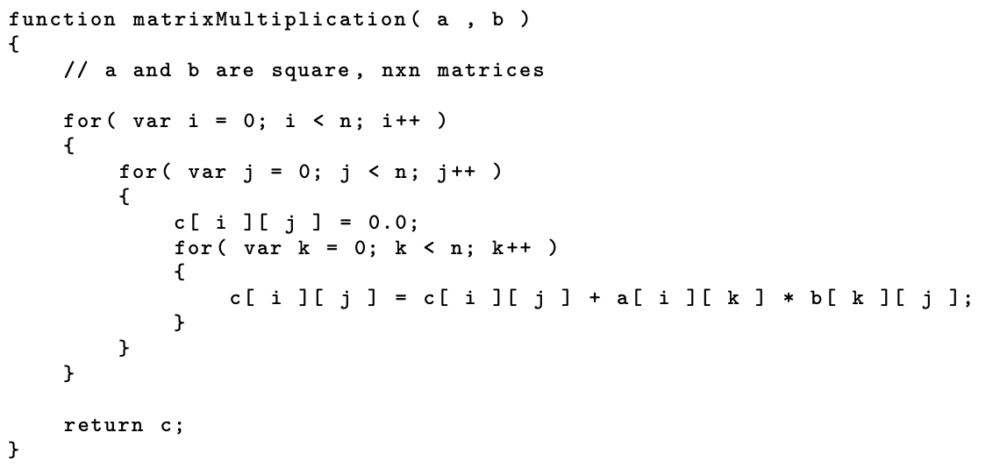 function matrixMultiplication( a , b )
{
    // a and b are square, nxn matrices

    for( var i = 0; i < n; i++ )
    {
        for( var j = 0; j < n; j++ )
        {
            c[ i ][ j ] = 0.0;
            for( var k = 0; k < n; k++ )
            {
                c[ i ][ j ] = c[ i ][ j ] + a[ i ][ k ] * b[ k ][ j ];
            }
        }
    }

    return c;
}